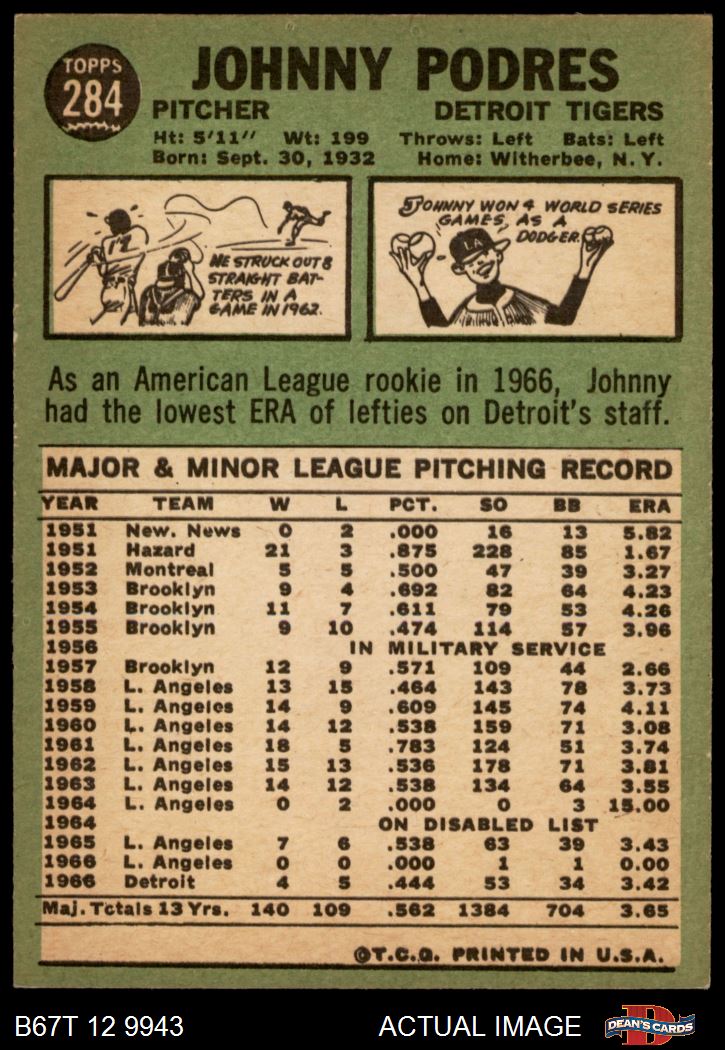 TOPPS
284
JOHNNY PODRES
PITCHER DETROIT TIGERS
Ht: 5'11" Wt: 199 Throws: Left Bats: Left
Born: Sept. 30, 1932 Home: Witherbee, N. Y.
HE STRUCK OUT 8
STRAIGHT BAT-
TERS IN A
GAME IN 1962.
JOHNNY WON 4 WORLD SERIES
GAMES, AS A
DODGER.
LA
As an American League rookie in 1966, Johnny
had the lowest ERA of lefties on Detroit's staff.
MAJOR & MINOR LEAGUE PITCHING RECORD
YEAR TEAM W L PCT. SO BB ERA
1951 New. News 0 2 .000 16 13 5.82
1951 Hazard 21 3 .875 228 85 1.67
1952 Montreal 5 5 .500 47 39 3.27
1953 Brooklyn 9 4 .692 82 64 4.23
1954 Brooklyn 11 7 .611 79 53 4.26
1955 Brooklyn 9 10 .474 114 57 3.96
1956 IN MILITARY SERVICE
1957 Brooklyn 12 9 .571 109 44 2.66
1958 L. Angeles 13 15 .464 143 78 3.73
1959 L. Angeles 14 9 .609 145 74 4.11
1960 L. Angeles 14 12 .538 159 71 3.08
1961 L. Angeles 18 5 .783 124 51 3.74
1962 L. Angeles 15 13 .536 178 71 3.81
1963 L. Angeles 14 12 .538 134 64 3.55
1964 L. Angeles 0 2 .000 0 3 15.00
1964 ON DISABLED LIST
1965 L. Angeles 7 6 .538 63 39 3.43
1966 L. Angeles 0 0 .000 1 1 0.00
1966 Detroit 4 5 .444 53 34 3.42
Maj. Totals 13 Yrs. 140 109 .562 1384 704 3.65
©T.C.G. PRINTED IN U.S.A.
B67T 12 9943 ACTUAL IMAGE DEAN'S CARDS